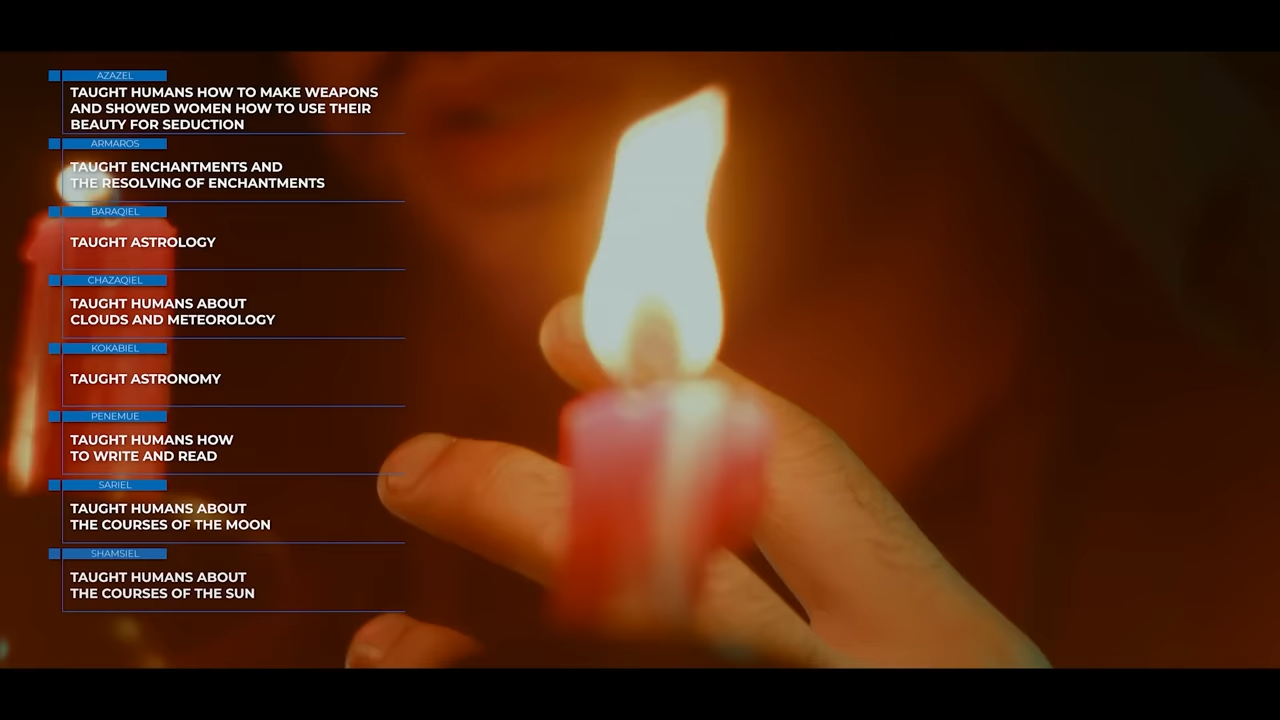 AZAZEL
TAUGHT HUMANS HOW TO MAKE WEAPONS
AND SHOWED WOMEN HOW TO USE THEIR
BEAUTY FOR SEDUCTION
ARMAROS
TAUGHT ENCHANTMENTS AND
THE RESOLVING OF ENCHANTMENTS
BARAQIEL
TAUGHT ASTROLOGY
CHAZAQIEL
TAUGHT HUMANS ABOUT
CLOUDS AND METEOROLOGY
KOKABIEL
TAUGHT ASTRONOMY
PENEMUE
TAUGHT HUMANS HOW
TO WRITE AND READ
SARIEL
TAUGHT HUMANS ABOUT
THE COURSES OF THE MOON
SHAMSIEL
TAUGHT HUMANS ABOUT
THE COURSES OF THE SUN